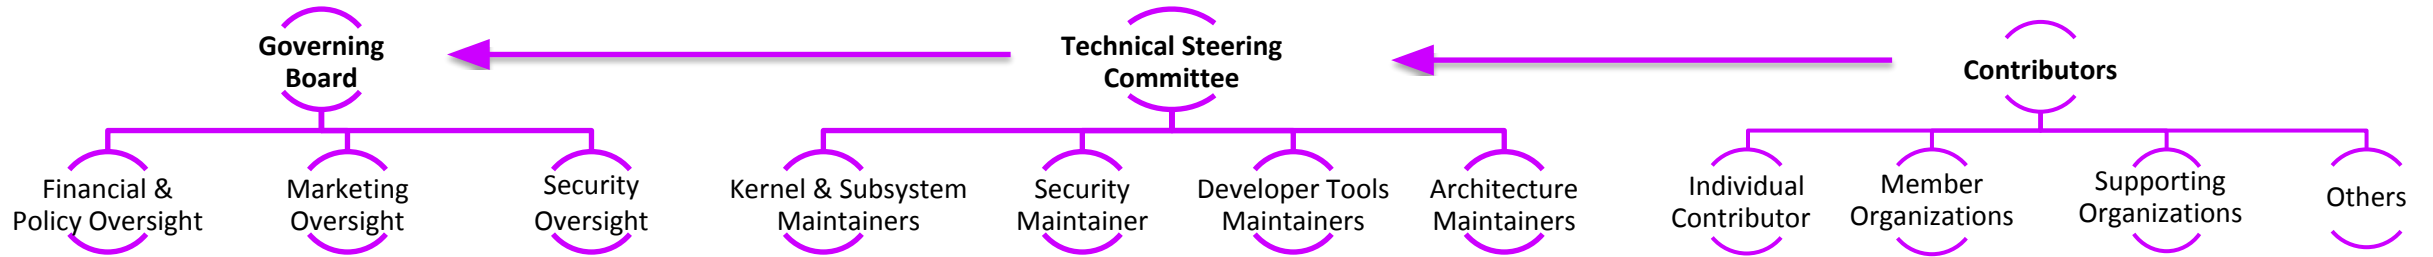 Governing
Board
Technical Steering
Committee
Contributors
Financial &
Policy Oversight
Marketing
Oversight
Security
Oversight
Kernel & Subsystem
Maintainers
Security
Maintainer
Developer Tools
Maintainers
Architecture
Maintainers
Individual
Contributor
Member
Organizations
Supporting
Organizations
Others